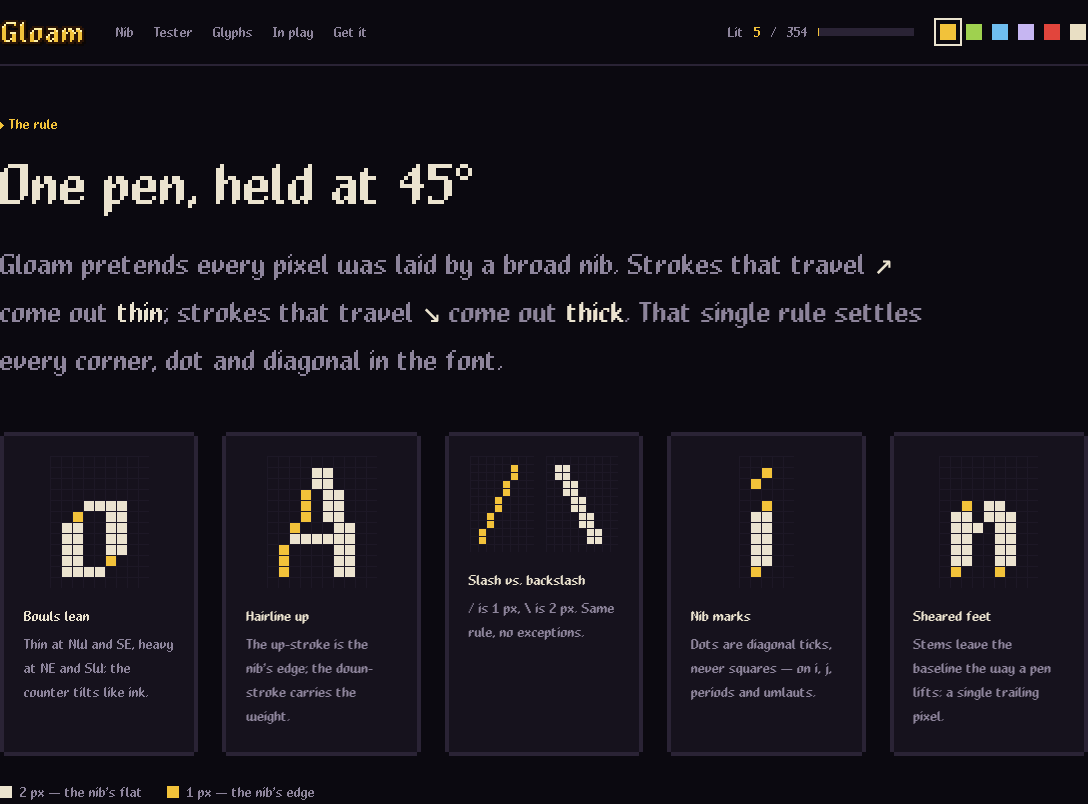 Gloam
Nib Tester Glyphs In play Get it
Lit 5 / 354
The rule
One pen, held at 45°
Gloam pretends every pixel was laid by a broad nib. Strokes that travel ↗
come out thin; strokes that travel ↘ come out thick. That single rule settles
every corner, dot and diagonal in the font.
o
Bowls lean
Thin at NW and SE, heavy
at NE and SW: the
counter tilts like ink.
A
Hairline up
The up-stroke is the
nib's edge; the down-
stroke carries the
weight.
/ \
Slash vs. backslash
/ is 1 px, \ is 2 px. Same
rule, no exceptions.
i
Nib marks
Dots are diagonal ticks,
never squares — on i, j,
periods and umlauts.
n
Sheared feet
Stems leave the
baseline the way a pen
lifts: a single trailing
pixel.
2 px — the nib's flat
1 px — the nib's edge